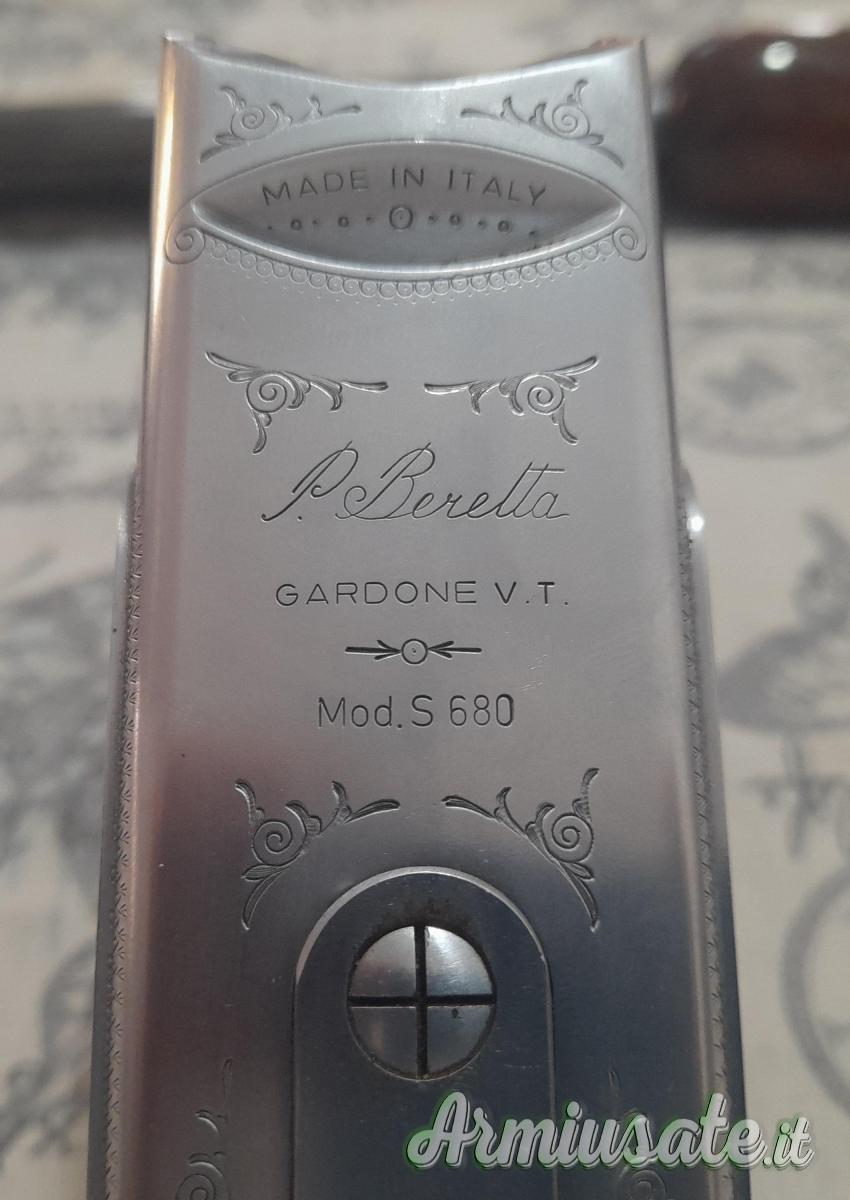 MADE IN ITALY
P. Beretta
GARDONE V.T.
Mod. S 680
Armiusate.it